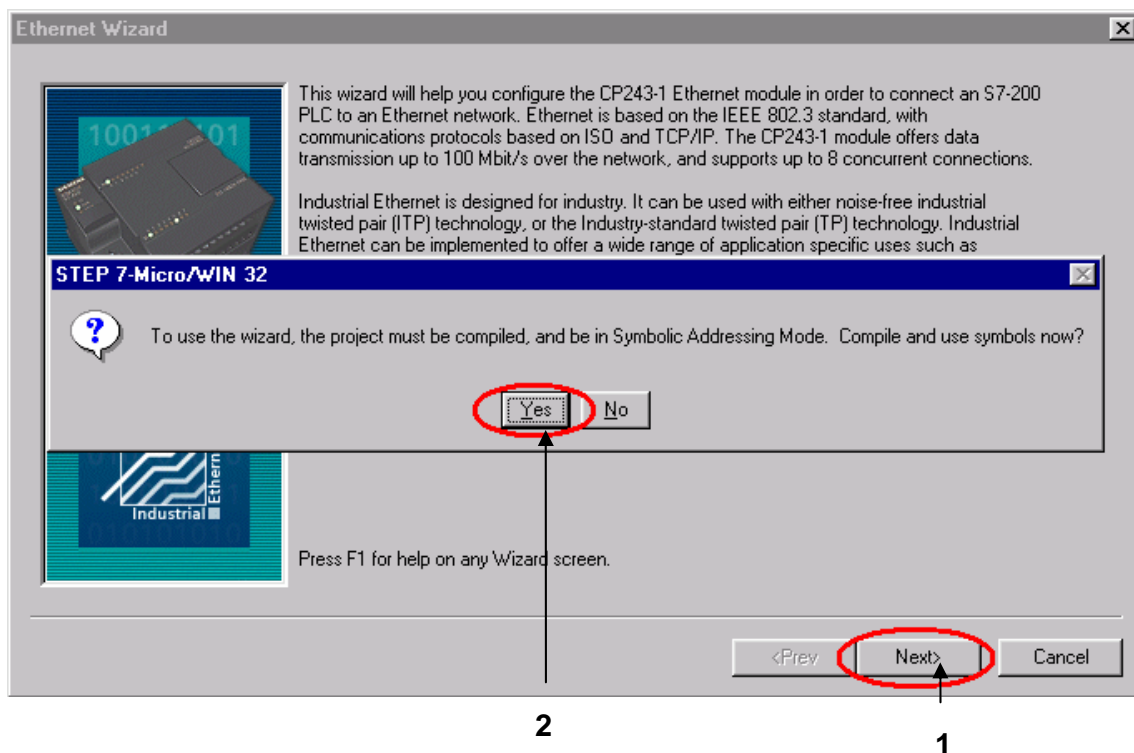 Ethernet Wizard
This wizard will help you configure the CP243-1 Ethernet module in order to connect an S7-200
PLC to an Ethernet network. Ethernet is based on the IEEE 802.3 standard, with
communications protocols based on ISO and TCP/IP. The CP243-1 module offers data
transmission up to 100 Mbit/s over the network, and supports up to 8 concurrent connections.
Industrial Ethernet is designed for industry. It can be used with either noise-free industrial
twisted pair (ITP) technology, or the Industry-standard twisted pair (TP) technology. Industrial
Ethernet can be implemented to offer a wide range of application specific uses such as
STEP 7-Micro/WIN 32
To use the wizard, the project must be compiled, and be in Symbolic Addressing Mode. Compile and use symbols now?
Yes No
Industrial
Ethern
Press F1 for help on any Wizard screen.
<Prev Next> Cancel
2
1